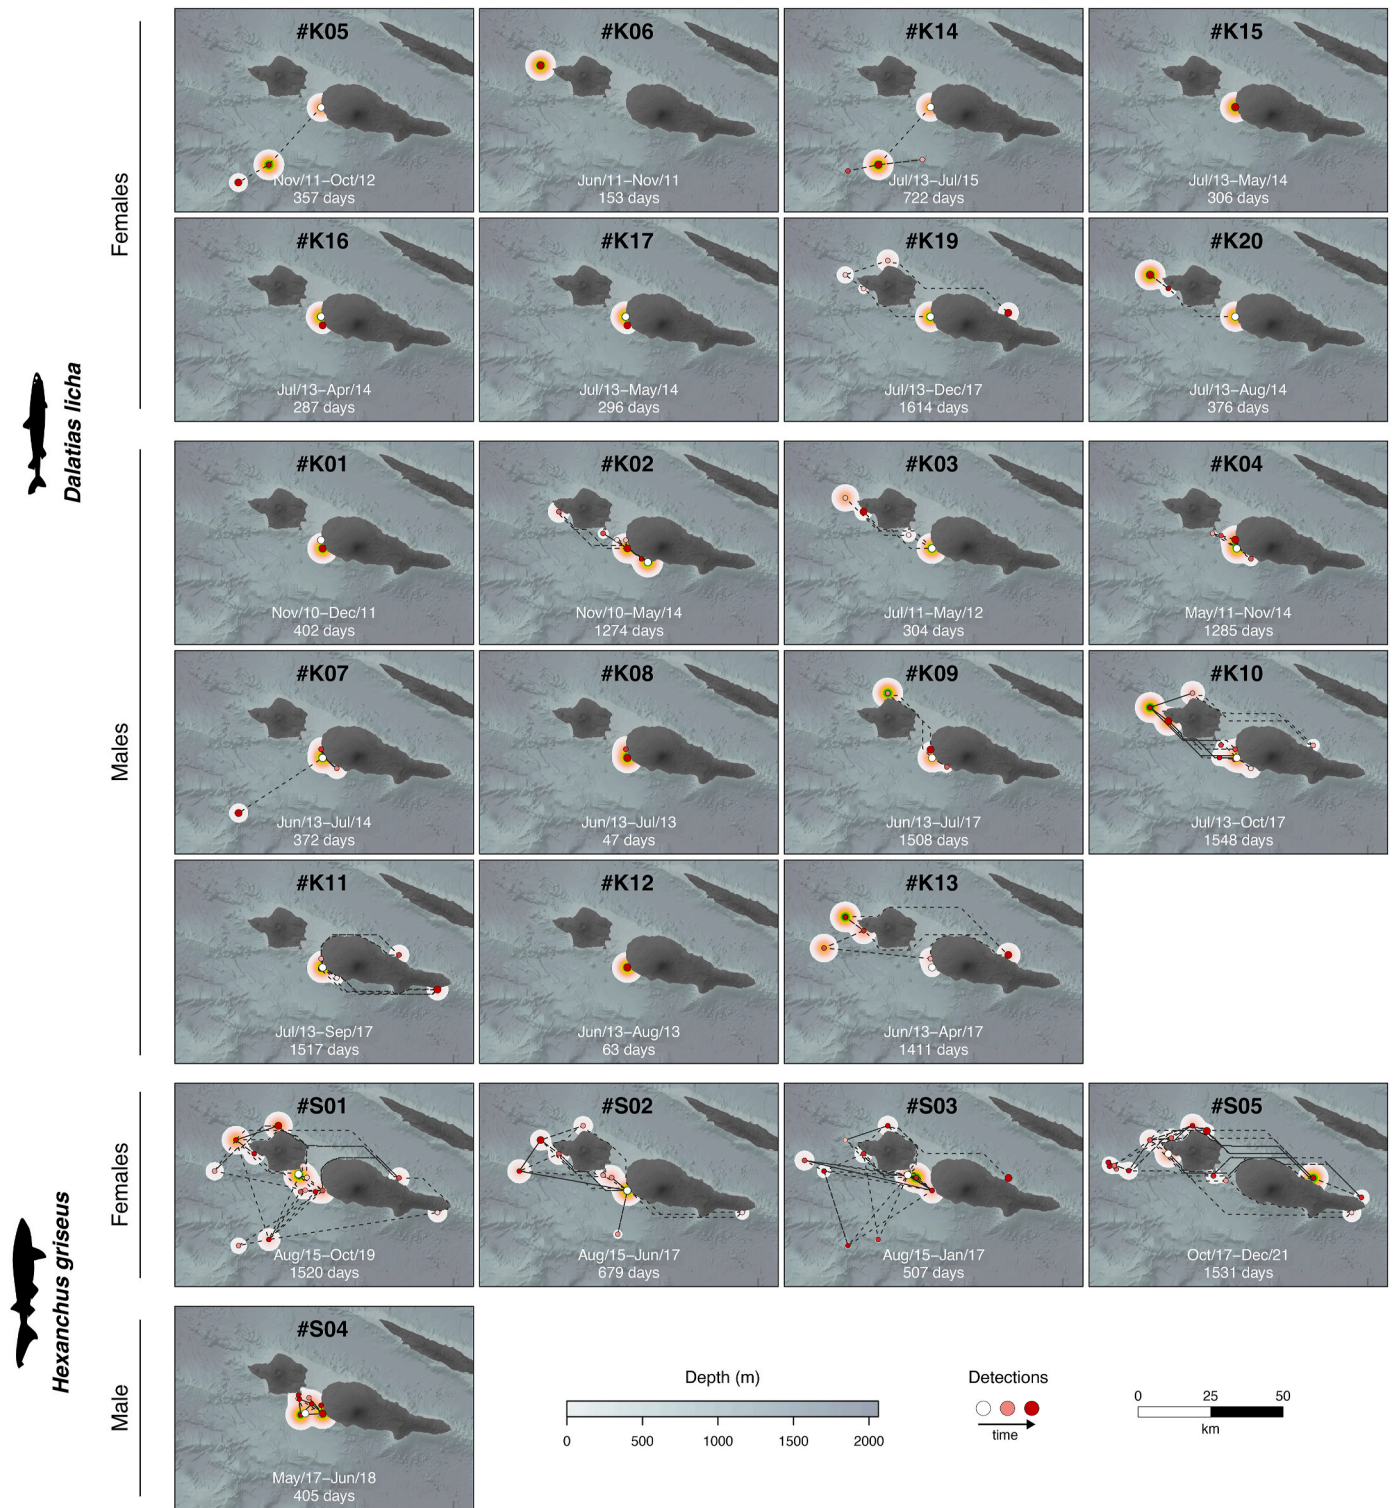 Dalatias licha
Females
#K05
Nov/11–Oct/12
357 days
#K06
Jun/11–Nov/11
153 days
#K14
Jul/13–Jul/15
722 days
#K15
Jul/13–May/14
306 days
#K16
Jul/13–Apr/14
287 days
#K17
Jul/13–May/14
296 days
#K19
Jul/13–Dec/17
1614 days
#K20
Jul/13–Aug/14
376 days
Males
#K01
Nov/10–Dec/11
402 days
#K02
Nov/10–May/14
1274 days
#K03
Jul/11–May/12
304 days
#K04
May/11–Nov/14
1285 days
#K07
Jun/13–Jul/14
372 days
#K08
Jun/13–Jul/13
47 days
#K09
Jun/13–Jul/17
1508 days
#K10
Jul/13–Oct/17
1548 days
#K11
Jul/13–Sep/17
1517 days
#K12
Jun/13–Aug/13
63 days
#K13
Jun/13–Apr/17
1411 days
Hexanchus griseus
Females
#S01
Aug/15–Oct/19
1520 days
#S02
Aug/15–Jun/17
679 days
#S03
Aug/15–Jan/17
507 days
#S05
Oct/17–Dec/21
1531 days
Male
#S04
May/17–Jun/18
405 days
Depth (m)
0 500 1000 1500 2000
Detections
time
0 25 50
km